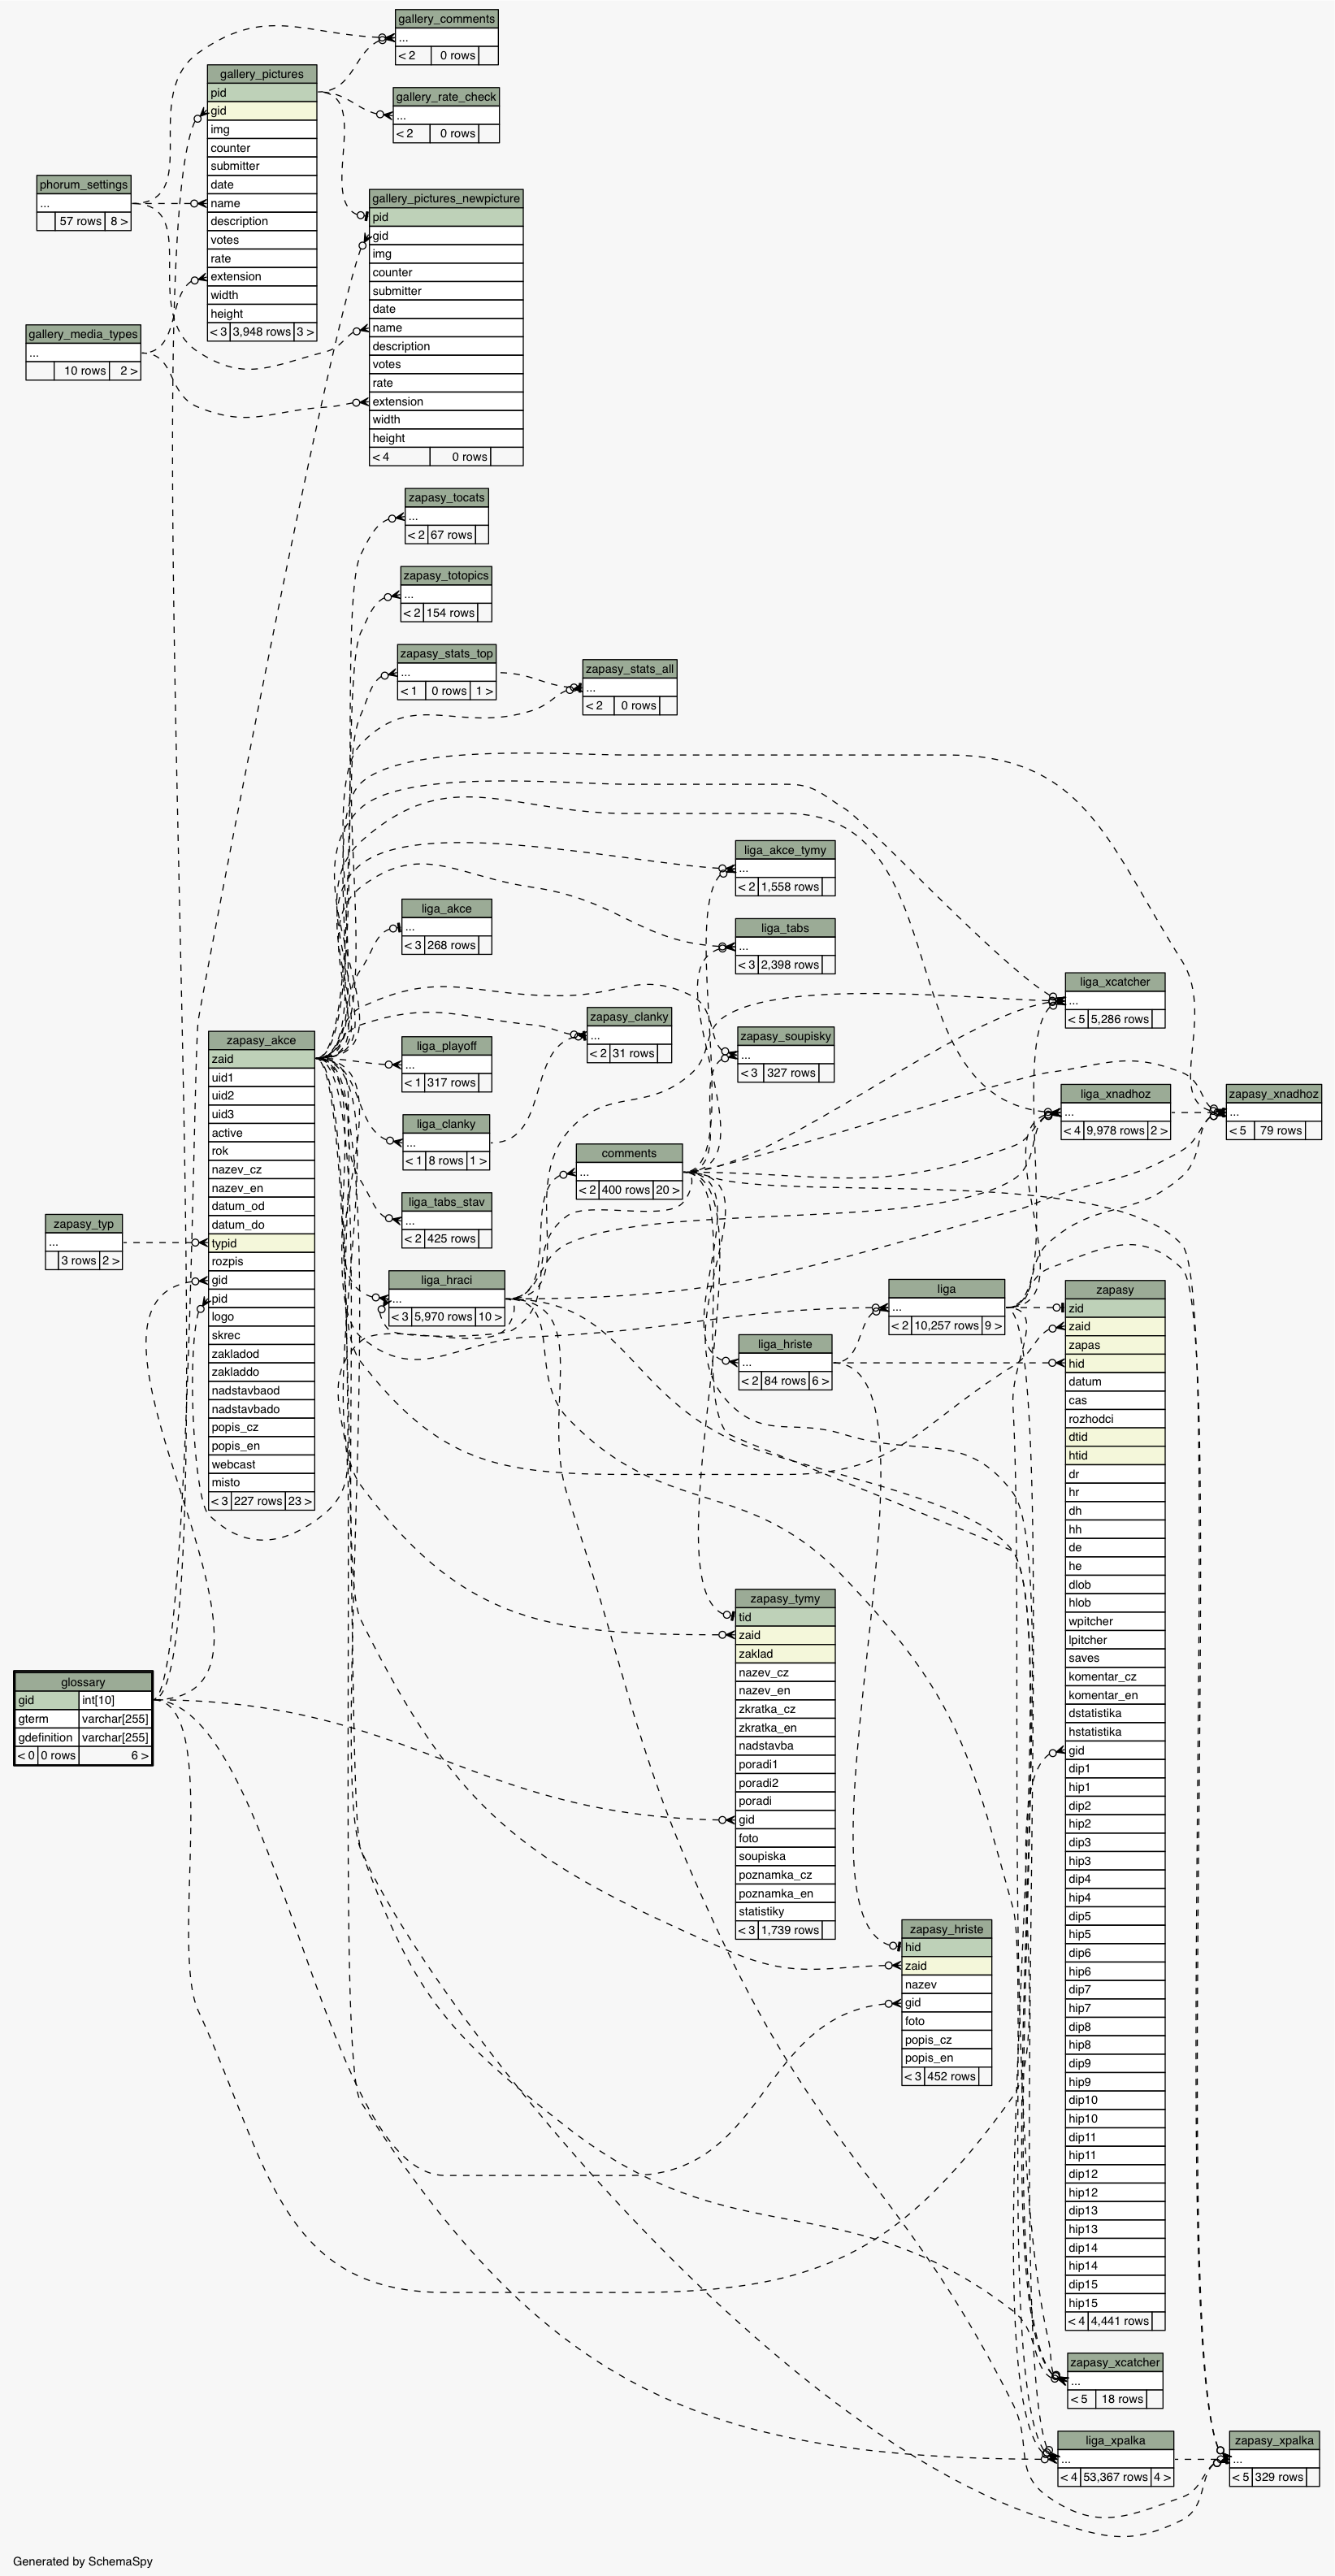 gallery_comments
...
< 2 0 rows
gallery_pictures
pid
gid
img
counter
submitter
date
name
description
votes
rate
extension
width
height
< 3 3,948 rows 3 >
gallery_rate_check
...
< 2 0 rows
phorum_settings
...
57 rows 8 >
gallery_pictures_newpicture
pid
gid
img
counter
submitter
date
name
description
votes
rate
extension
width
height
< 4 0 rows
gallery_media_types
...
10 rows 2 >
zapasy_tocats
...
< 2 67 rows
zapasy_totopics
...
< 2 154 rows
zapasy_stats_top
...
< 1 0 rows 1 >
zapasy_stats_all
...
< 2 0 rows
liga_akce_tymy
...
< 2 1,558 rows
liga_akce
...
< 3 268 rows
liga_tabs
...
< 3 2,398 rows
liga_xcatcher
...
< 5 5,286 rows
zapasy_clanky
...
< 2 31 rows
zapasy_soupisky
...
< 3 327 rows
zapasy_akce
zaid
uid1
uid2
uid3
active
rok
nazev_cz
nazev_en
datum_od
datum_do
typid
rozpis
gid
pid
logo
skrec
zakladod
zakladdo
nadstavbaod
nadstavbado
popis_cz
popis_en
webcast
misto
< 3 227 rows 23 >
liga_playoff
...
< 1 317 rows
liga_clanky
...
< 1 8 rows 1 >
liga_xnadhoz
...
< 4 9,978 rows 2 >
zapasy_xnadhoz
...
< 5 79 rows
comments
...
< 2 400 rows 20 >
liga_tabs_stav
...
< 2 425 rows
zapasy_typ
...
3 rows 2 >
liga_hraci
...
< 3 5,970 rows 10 >
liga
...
< 2 10,257 rows 9 >
liga_hriste
...
< 2 84 rows 6 >
zapasy
zid
zaid
zapas
hid
datum
cas
rozhodci
dtid
htid
dr
hr
dh
hh
de
he
dlob
hlob
wpitcher
lpitcher
saves
komentar_cz
komentar_en
dstatistika
hstatistika
gid
dip1
hip1
dip2
hip2
dip3
hip3
dip4
hip4
dip5
hip5
dip6
hip6
dip7
hip7
dip8
hip8
dip9
hip9
dip10
hip10
dip11
hip11
dip12
hip12
dip13
hip13
dip14
hip14
dip15
hip15
< 4 4,441 rows
zapasy_tymy
tid
zaid
zaklad
nazev_cz
nazev_en
zkratka_cz
zkratka_en
nadstavba
poradi1
poradi2
poradi
gid
foto
soupiska
poznamka_cz
poznamka_en
statistiky
< 3 1,739 rows
glossary
gid int[10]
gterm varchar[255]
gdefinition varchar[255]
< 0 0 rows 6 >
zapasy_hriste
hid
zaid
nazev
gid
foto
popis_cz
popis_en
< 3 452 rows
zapasy_xcatcher
...
< 5 18 rows
liga_xpalka
...
< 4 53,367 rows 4 >
zapasy_xpalka
...
< 5 329 rows
Generated by SchemaSpy